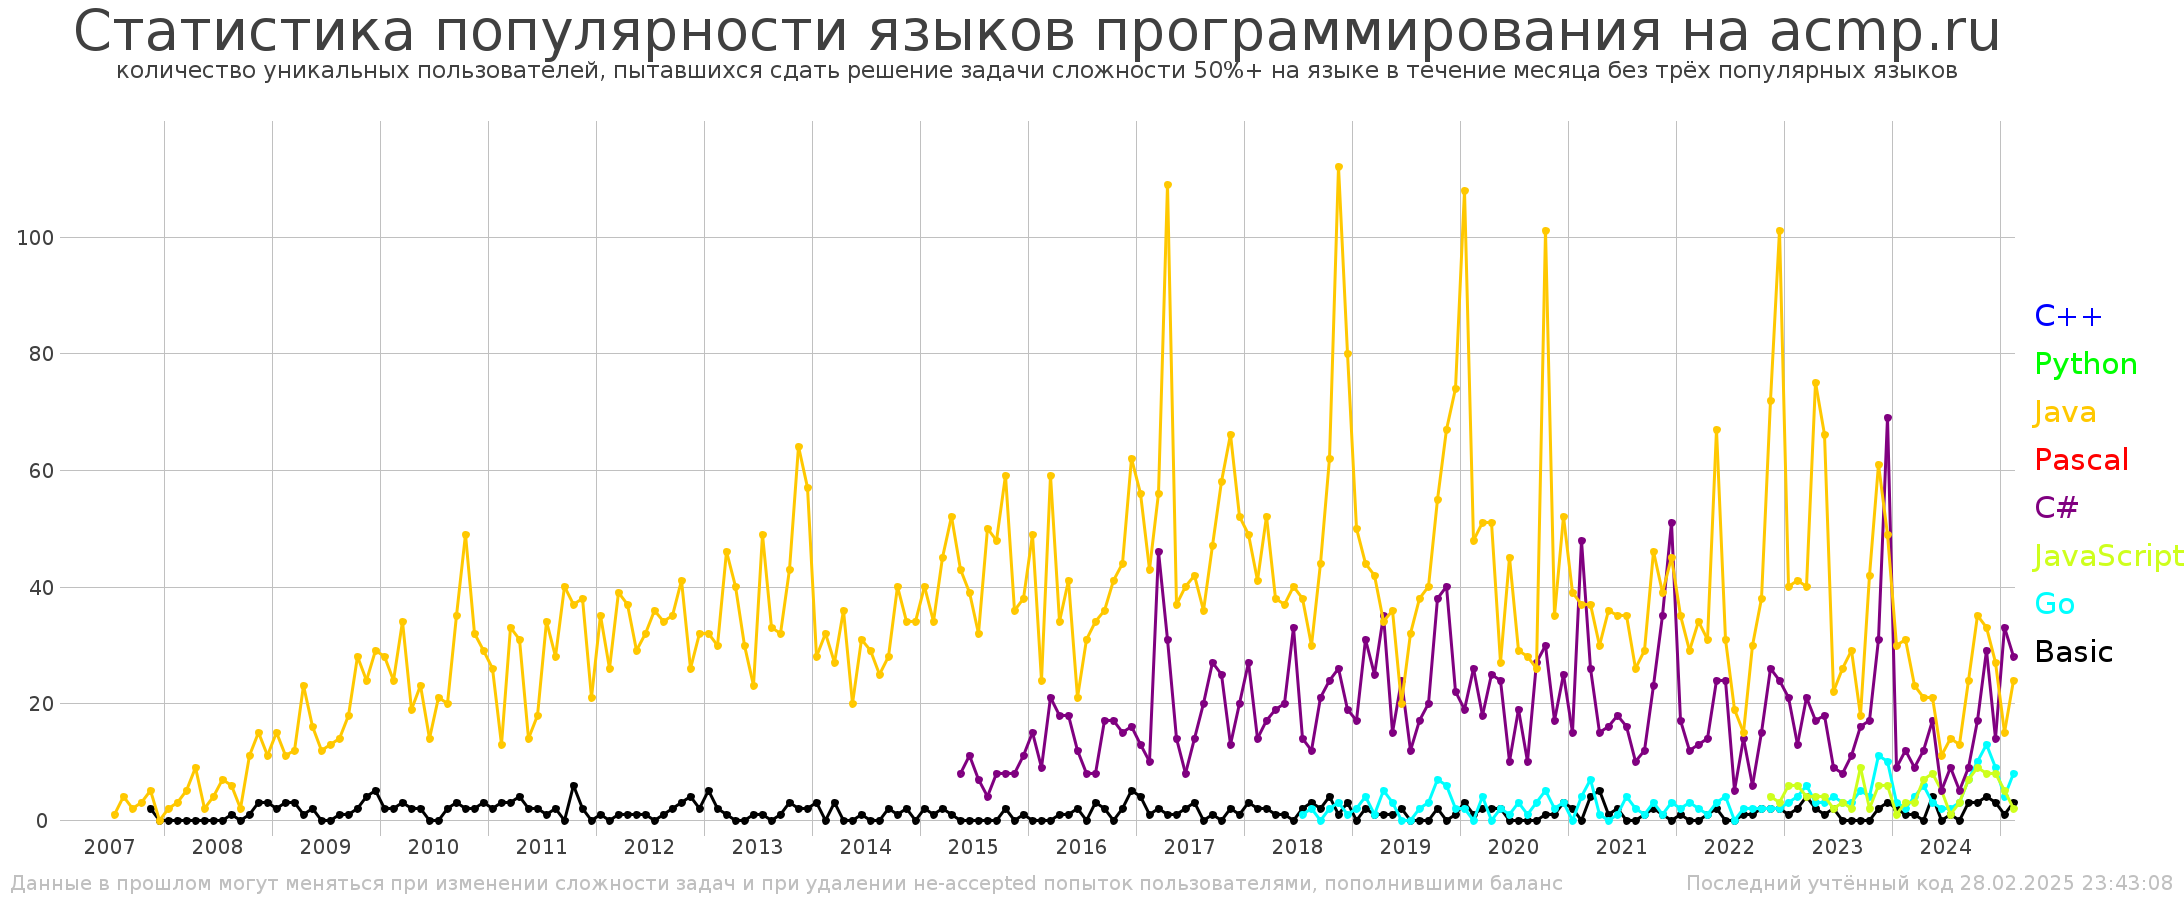 Статистика популярности языков программирования на acmp.ru
количество уникальных пользователей, пытавшихся сдать решение задачи сложности 50%+ на языке в течение месяца без трёх популярных языков
100
80
60
40
20
0
C++
Python
Java
Pascal
C#
JavaScript
Go
Basic
2007 2008 2009 2010 2011 2012 2013 2014 2015 2016 2017 2018 2019 2020 2021 2022 2023 2024
Данные в прошлом могут меняться при изменении сложности задач и при удалении не-accepted попыток пользователями, пополнившими баланс
Последний учтённый код 28.02.2025 23:43:08